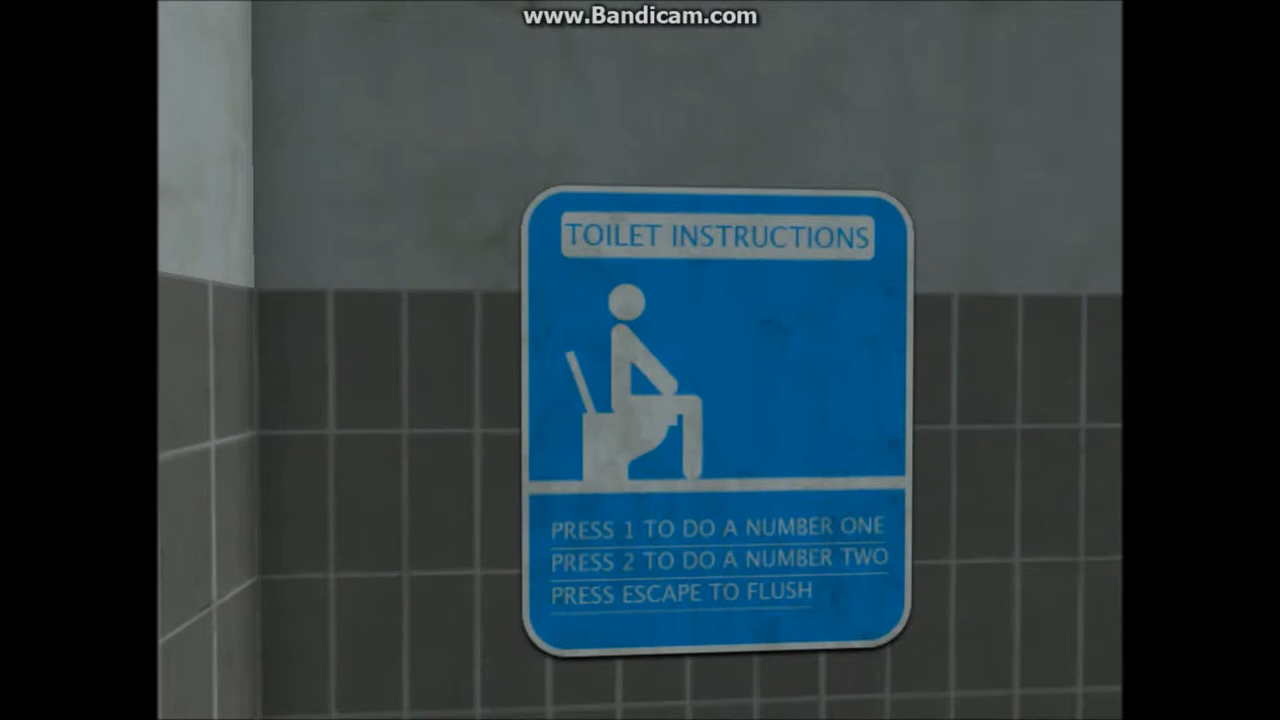 www.Bandicam.com
TOILET INSTRUCTIONS
PRESS 1 TO DO A NUMBER ONE
PRESS 2 TO DO A NUMBER TWO
PRESS ESCAPE TO FLUSH